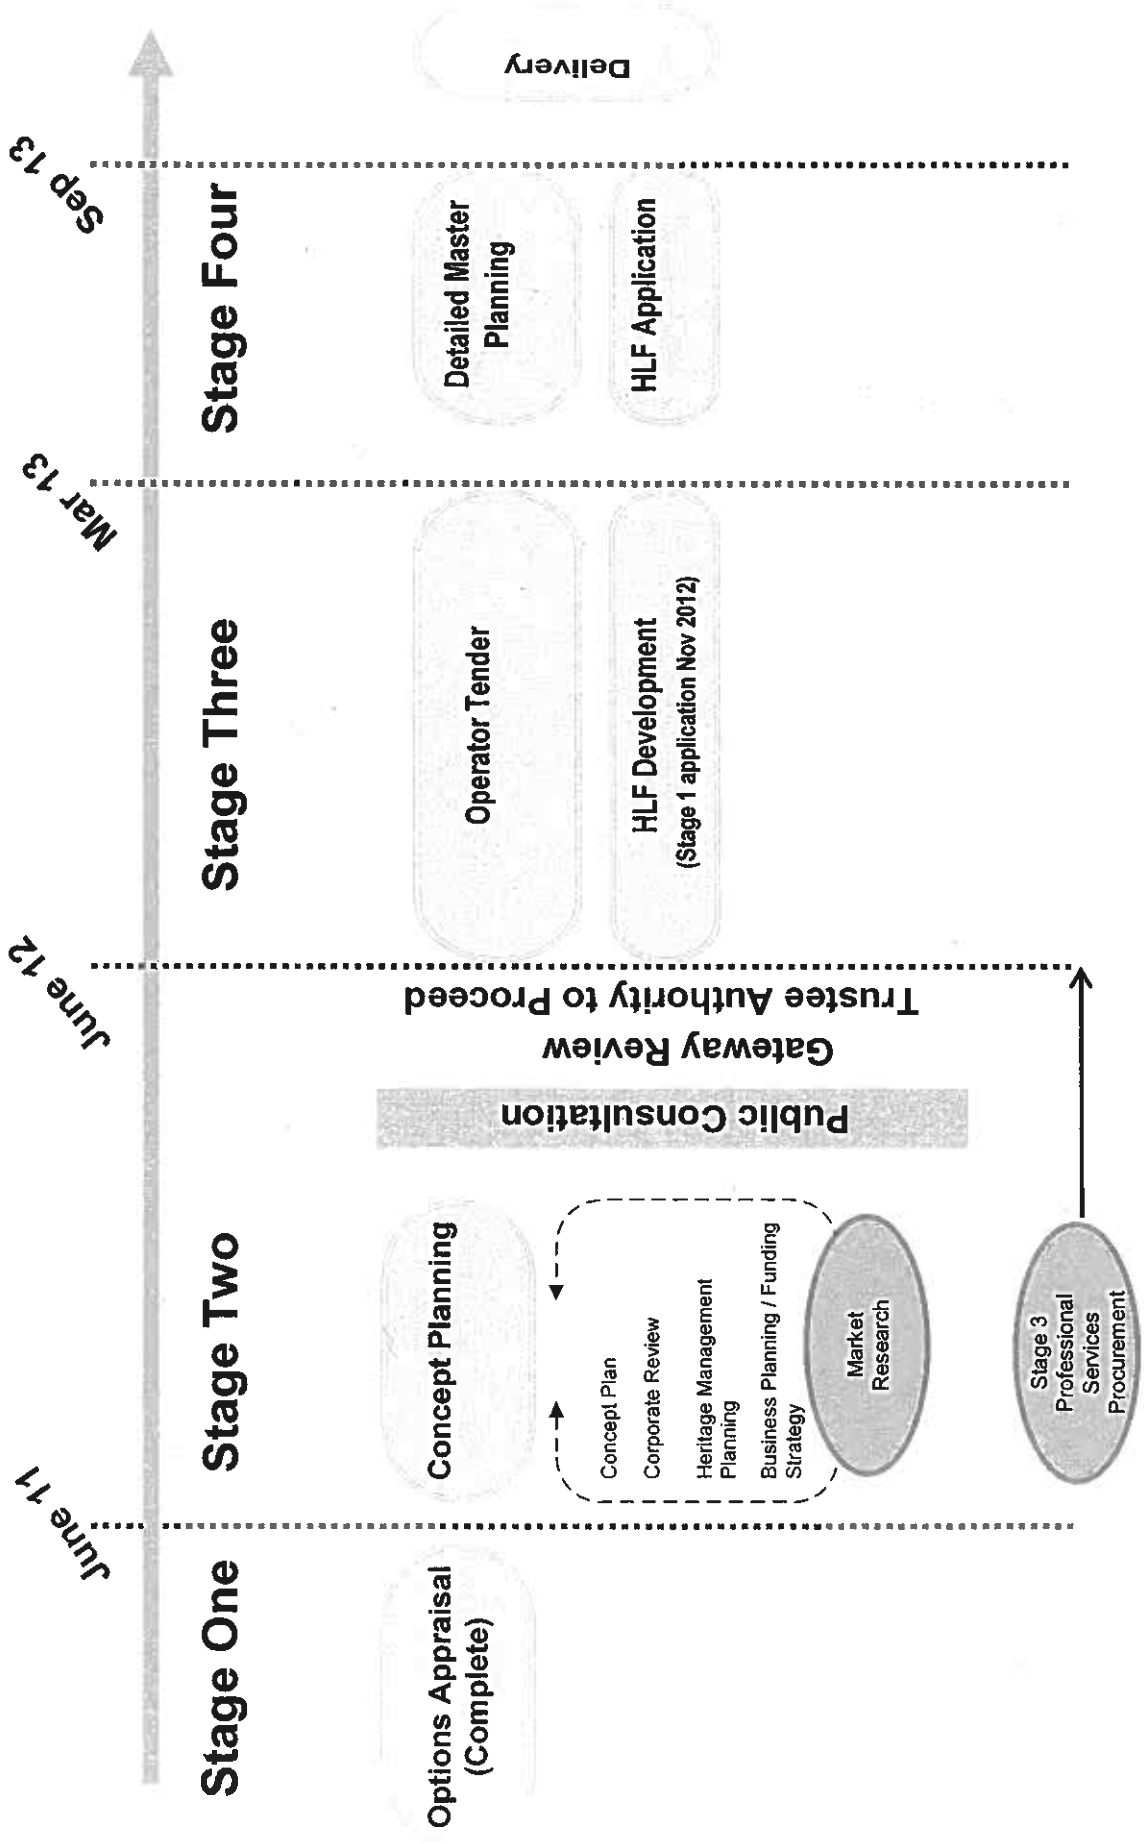 June 11
June 12
Mar 13
Sep 13
Stage One
Stage Two
Stage Three
Stage Four
Options Appraisal
(Complete)
Concept Planning
Concept Plan
Corporate Review
Heritage Management
Planning
Business Planning / Funding
Strategy
Market
Research
Stage 3
Professional
Services
Procurement
Public Consultation
Gateway Review
Trustee Authority to Proceed
Operator Tender
HLF Development
(Stage 1 application Nov 2012)
Detailed Master
Planning
HLF Application
Delivery